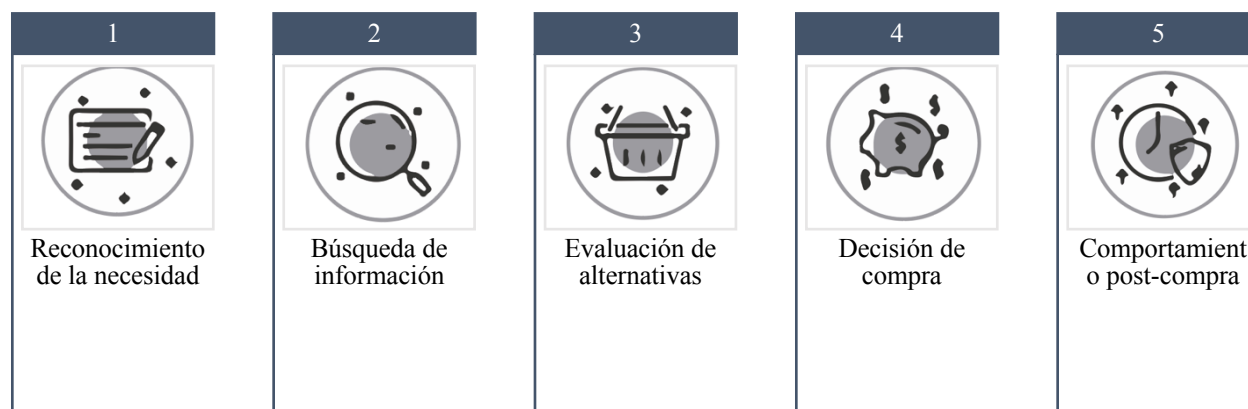 1
Reconocimiento
de la necesidad
2
Búsqueda de
información
3
Evaluación de
alternativas
4
Decisión de
compra
5
Comportamient
o post-compra